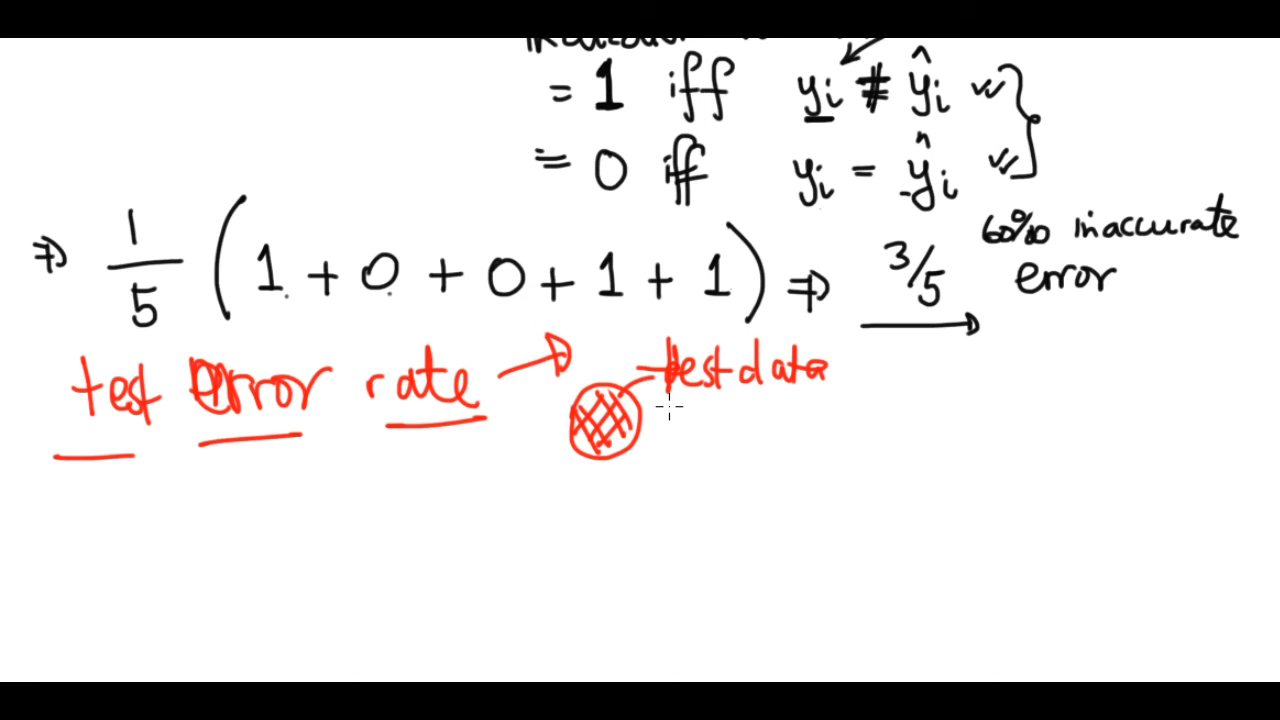 = 1 iff yᵢ ≠ ŷᵢ
= 0 iff yᵢ = ŷᵢ
⇒ 1/5 (1 + 0 + 0 + 1 + 1) ⇒ 3/5 60% inaccurate
error
test error rate → test data